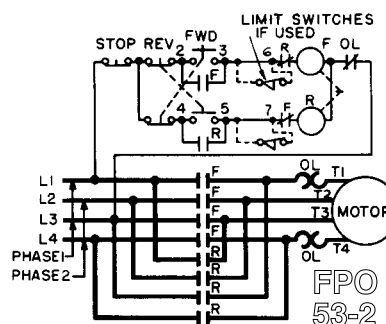 LIMIT SWITCHES
IF USED
FWD
STOP REV 2 3 6 R F OL
F
4 5 7 F R
R
L1 F OL T1
L2 F T2
L3 F T3 MOTOR
L4 F OL T4
PHASE1 R
PHASE2 R
R
R
FPO
53-2